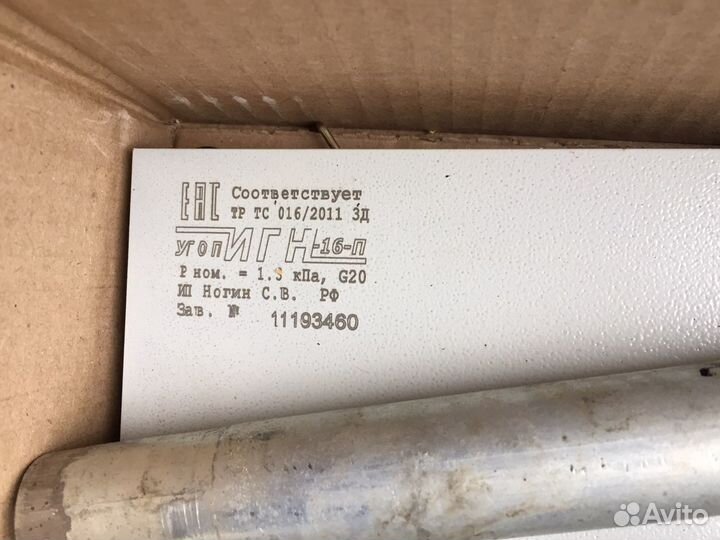 ЕАС Соответствует
ТР ТС 016/2011 3д
УГОП ИГН-16-П
Р ном. = 1.3 кПа, G20
ИП Ногин С.В. РФ
Зав. № 11193460
Avito